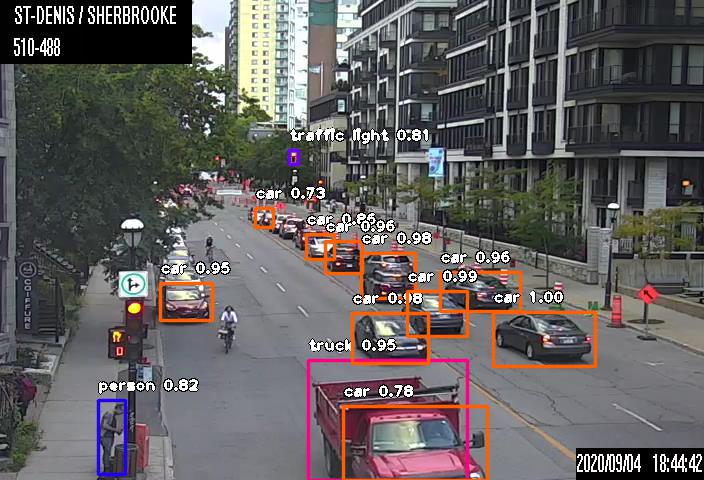 ST-DENIS / SHERBROOKE
510-488
traffic light 0.81
car 0.73
car 0.86
car 0.96
car 0.98
car 0.96
car 0.95
car 0.99
car 0.98
car 1.00
truck 0.95
person 0.82
car 0.78
COIFFURE
2020/09/04 18:44:42